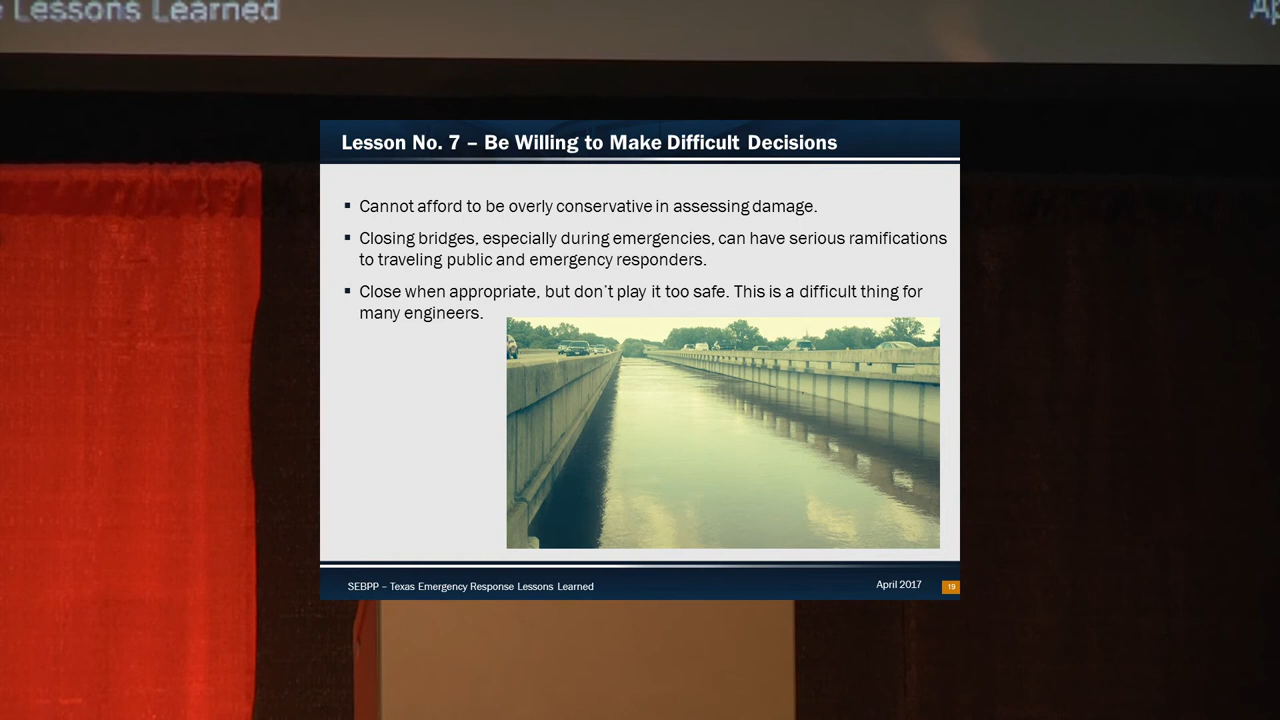 Lessons Learned
Lesson No. 7 – Be Willing to Make Difficult Decisions
▪ Cannot afford to be overly conservative in assessing damage.
▪ Closing bridges, especially during emergencies, can have serious ramifications
to traveling public and emergency responders.
▪ Close when appropriate, but don't play it too safe. This is a difficult thing for
many engineers.
SEBPP – Texas Emergency Response Lessons Learned
April 2017
19